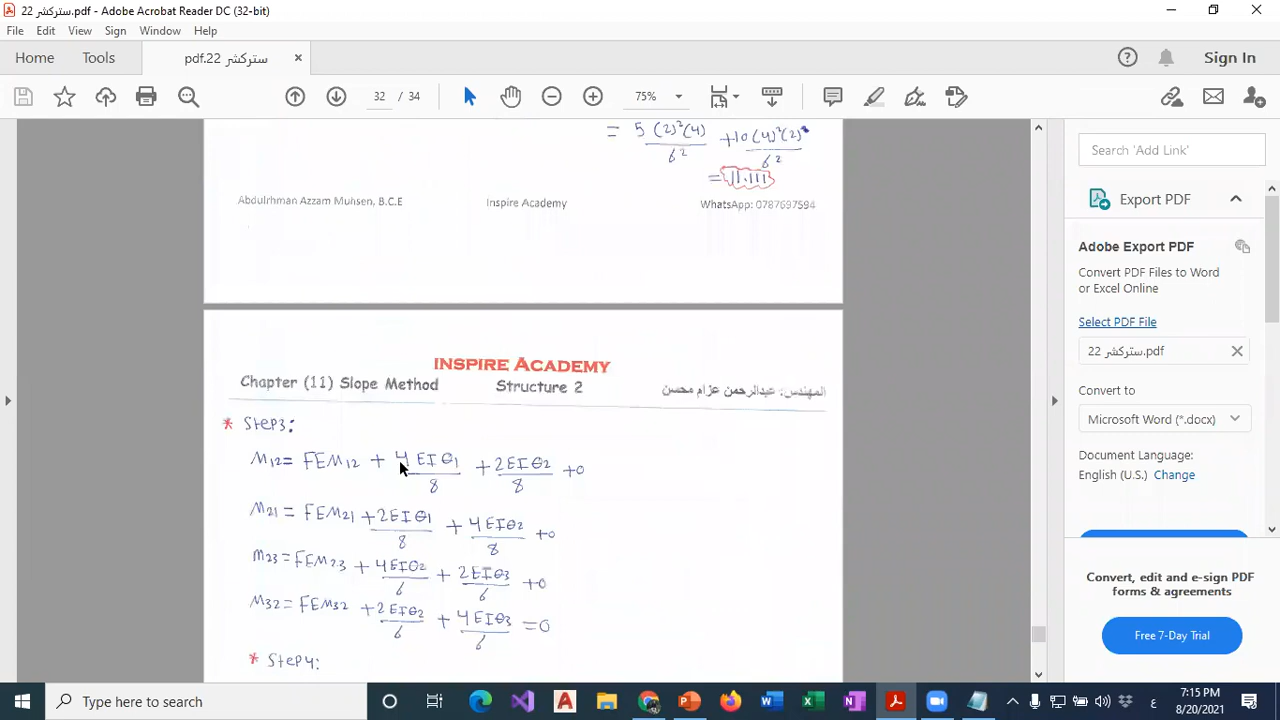 22 ستركشر.pdf - Adobe Acrobat Reader DC (32-bit)
File Edit View Sign Window Help
Home Tools
22 ستركشر.pdf
Sign In
32 / 34
75%
= 5 (2)²(4) / 6² + 10 (4)²(2) / 6²
= 11.111
Abdulrhman Azzam Muhsen, B.C.E Inspire Academy WhatsApp: 0787697594
INSPIRE ACADEMY
Chapter (11) Slope Method Structure 2 المهندس: عبدالرحمن عزام محسن
* Step3:
M12 = FEM12 + 4EIθ1 / 8 + 2EIθ2 / 8 + 0
M21 = FEM21 + 2EIθ1 / 8 + 4EIθ2 / 8 + 0
M23 = FEM23 + 4EIθ2 / 6 + 2EIθ3 / 6 + 0
M32 = FEM32 + 2EIθ2 / 6 + 4EIθ3 / 6 = 0
* Step4:
Search 'Add Link'
Export PDF
Adobe Export PDF
Convert PDF Files to Word
or Excel Online
Select PDF File
22 ستركشر.pdf
Convert to
Microsoft Word (*.docx)
Document Language:
English (U.S.) Change
Convert, edit and e-sign PDF
forms & agreements
Free 7-Day Trial
Type here to search
ع
7:15 PM
8/20/2021